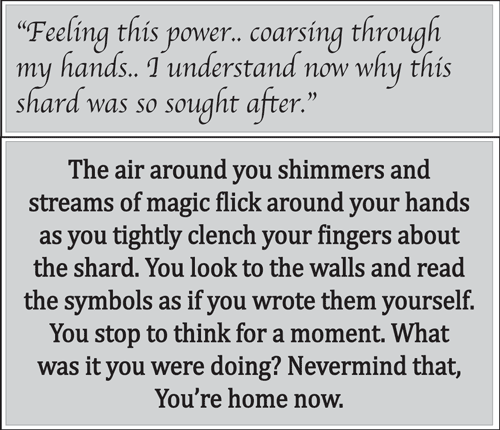 “Feeling this power.. coarsing through
my hands.. I understand now why this
shard was so sought after.”
The air around you shimmers and
streams of magic flick around your hands
as you tightly clench your fingers about
the shard. You look to the walls and read
the symbols as if you wrote them yourself.
You stop to think for a moment. What
was it you were doing? Nevermind that,
You’re home now.